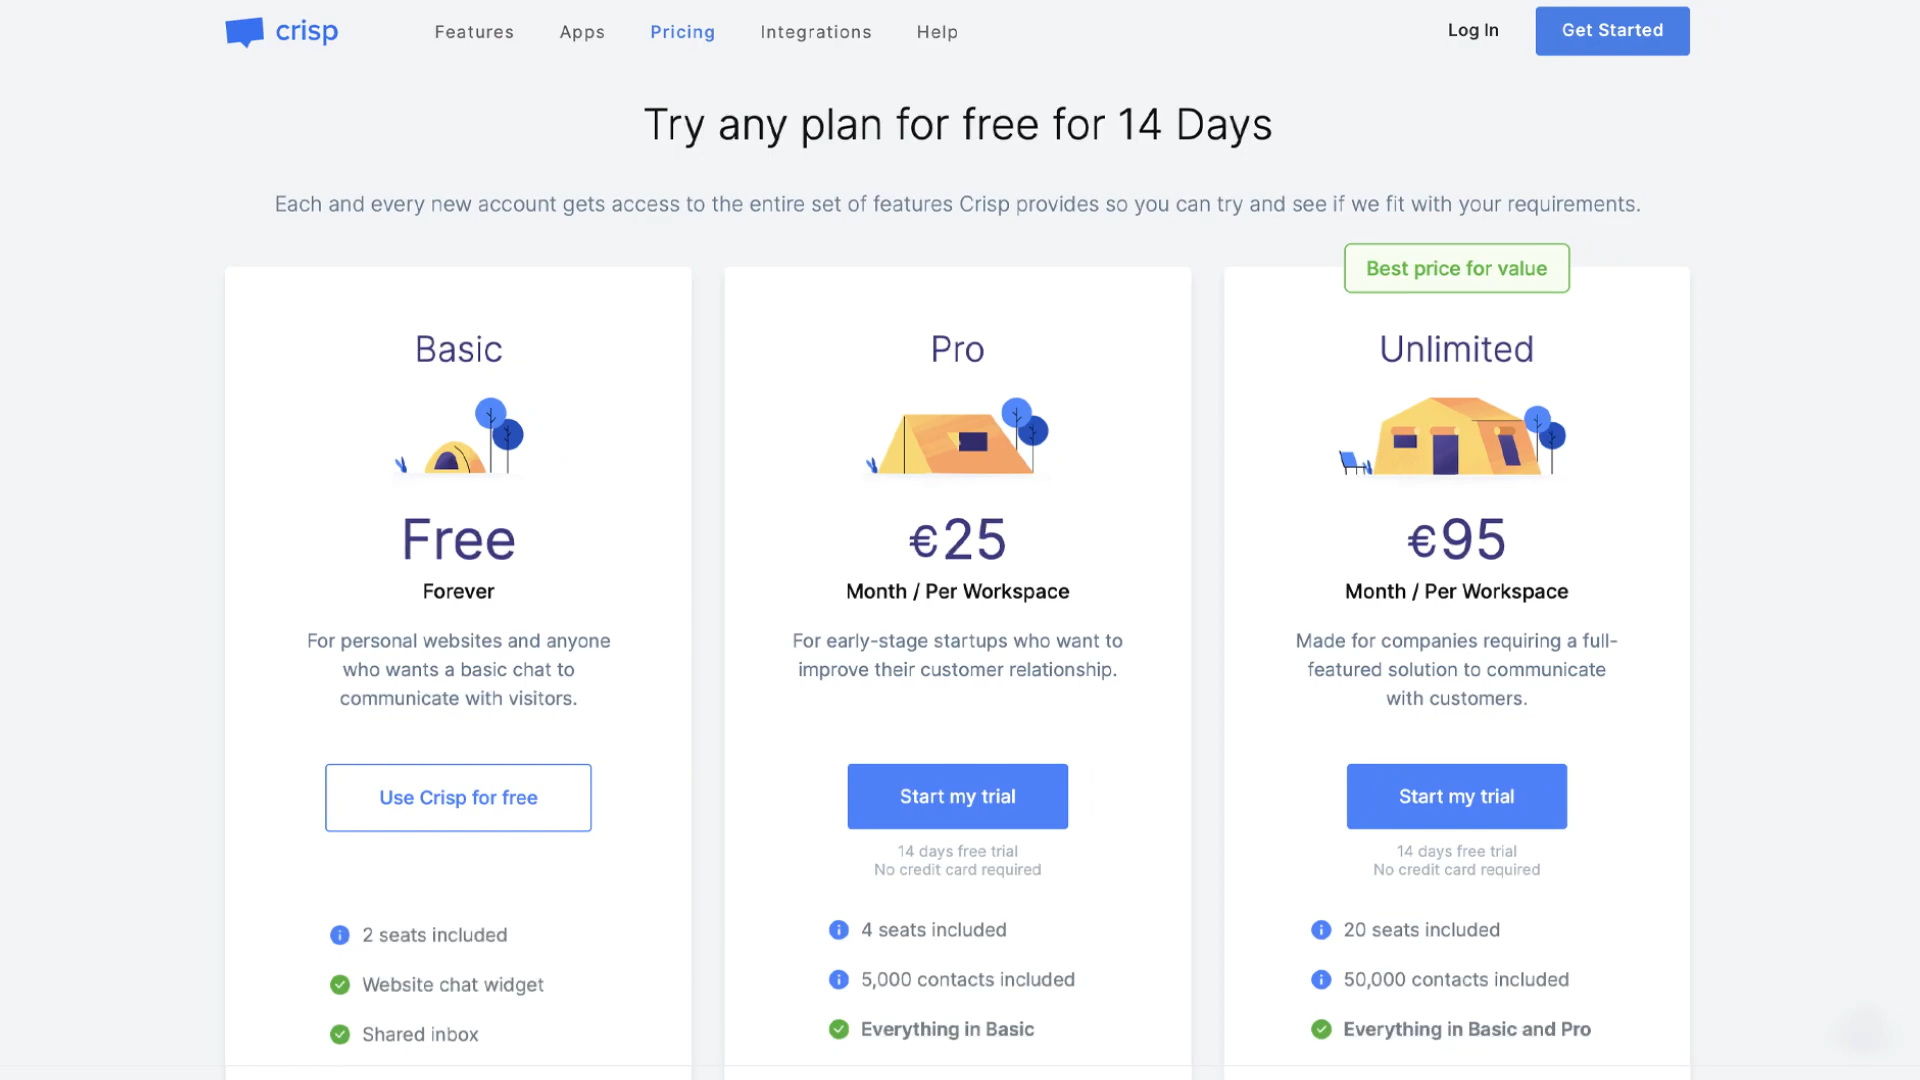 crisp
Features
Apps
Pricing
Integrations
Help
Log In
Get Started
Try any plan for free for 14 Days
Each and every new account gets access to the entire set of features Crisp provides so you can try and see if we fit with your requirements.
Basic
Free
Forever
For personal websites and anyone
who wants a basic chat to
communicate with visitors.
Use Crisp for free
2 seats included
Website chat widget
Shared inbox
Pro
€25
Month / Per Workspace
For early-stage startups who want to
improve their customer relationship.
Start my trial
14 days free trial
No credit card required
4 seats included
5,000 contacts included
Everything in Basic
Best price for value
Unlimited
€95
Month / Per Workspace
Made for companies requiring a full-
featured solution to communicate
with customers.
Start my trial
14 days free trial
No credit card required
20 seats included
50,000 contacts included
Everything in Basic and Pro